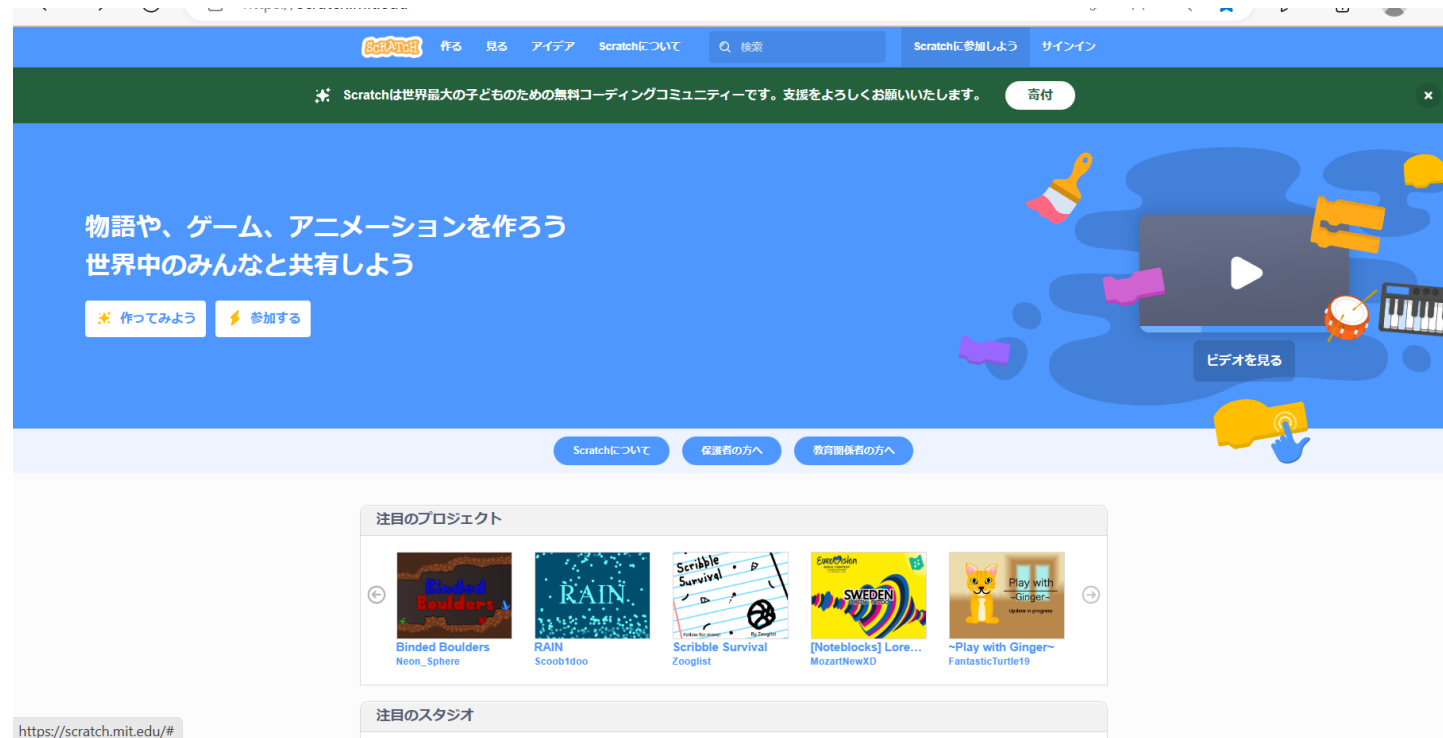 SCRATCH 作る 見る アイデア Scratchについて 検索 Scratchに参加しよう サインイン
Scratchは世界最大の子どものための無料コーディングコミュニティーです。支援をよろしくお願いいたします。 寄付
物語や、ゲーム、アニメーションを作ろう
世界中のみんなと共有しよう
作ってみよう 参加する
ビデオを見る
Scratchについて 保護者の方へ 教育関係者の方へ
注目のプロジェクト
Binded
Boulders
RAIN
Scribble
Survival
Follow for more! By Zooglist
EUROVISION
SWEDEN
Play with
~Ginger~
Update in progress
Binded Boulders RAIN Scribble Survival [Noteblocks] Lore... ~Play with Ginger~
Neon_Sphere Scoob1doo Zooglist MozartNewXD FantasticTurtle19
注目のスタジオ
https://scratch.mit.edu/#